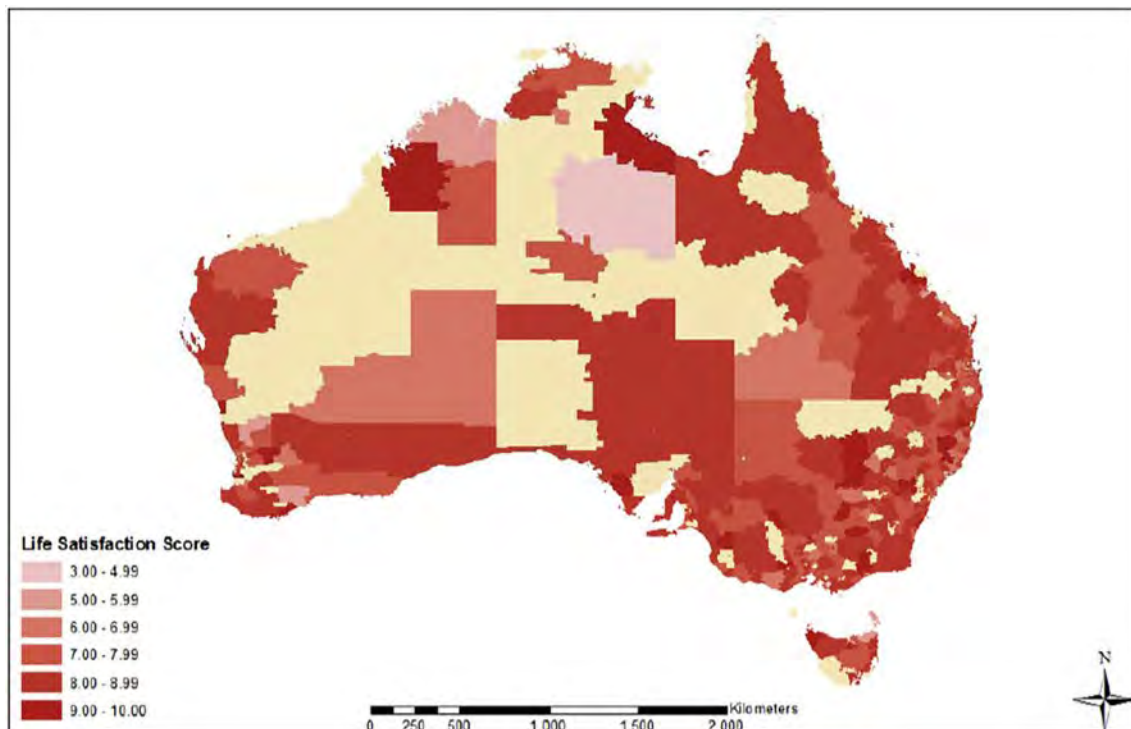 Life Satisfaction Score
3.00 - 4.99
5.00 - 5.99
6.00 - 6.99
7.00 - 7.99
8.00 - 8.99
9.00 - 10.00
Kilometers
0 250 500 1,000 1,500 2,000
N